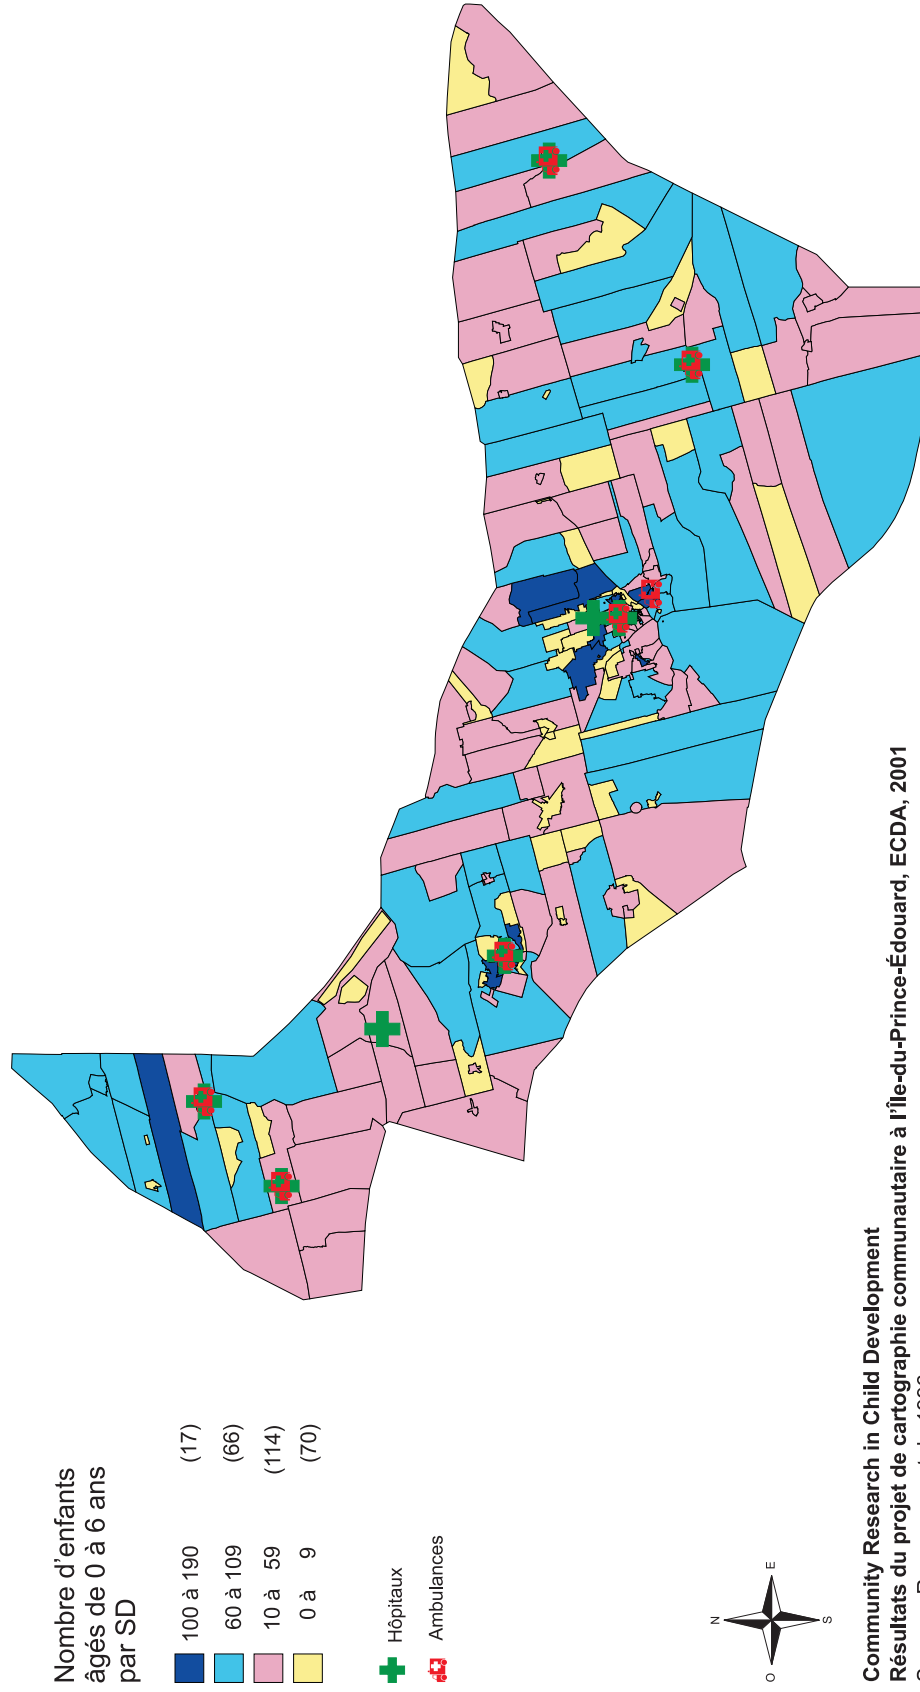 Nombre d'enfants
âgés de 0 à 6 ans
par SD
100 à 190 (17)
60 à 109 (66)
10 à 59 (114)
0 à 9 (70)
Hôpitaux
Ambulances
N
O E
S
Community Research in Child Development
Résultats du projet de cartographie communautaire à l'Île-du-Prince-Édouard, ECDA, 2001